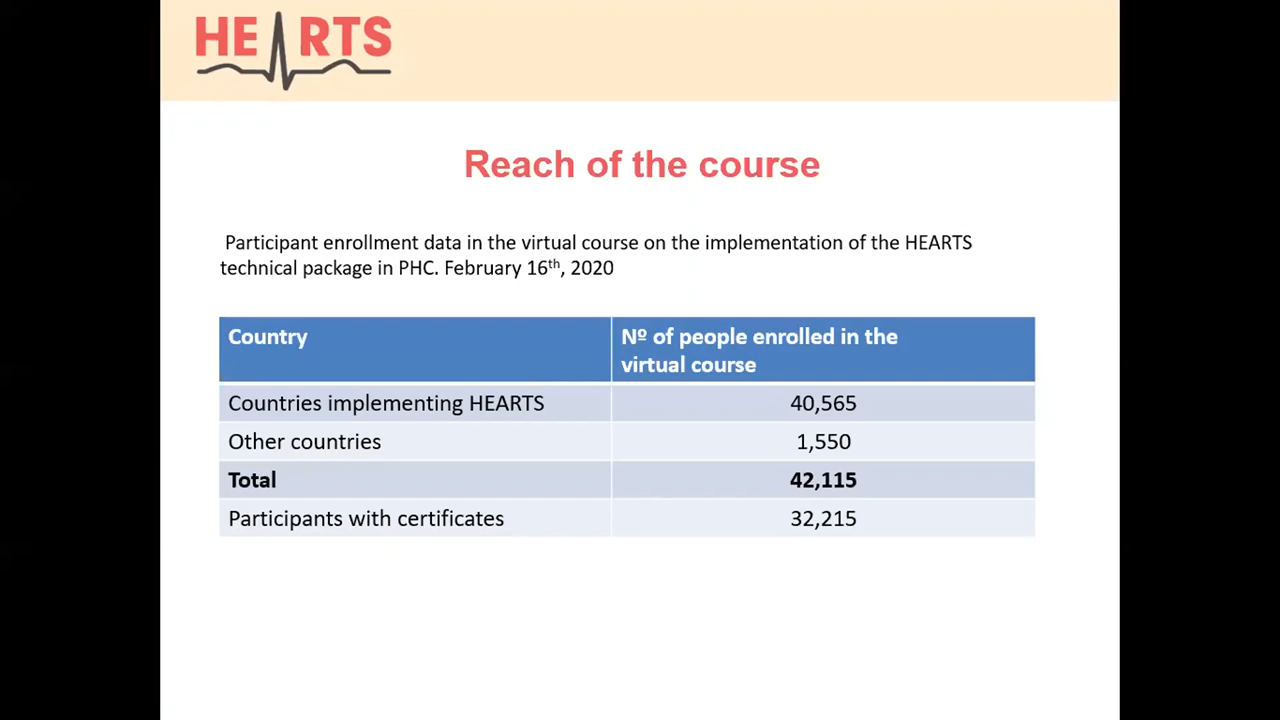 HEARTS
Reach of the course
Participant enrollment data in the virtual course on the implementation of the HEARTS
technical package in PHC. February 16th, 2020
Country
Nº of people enrolled in the
virtual course
Countries implementing HEARTS
40,565
Other countries
1,550
Total
42,115
Participants with certificates
32,215